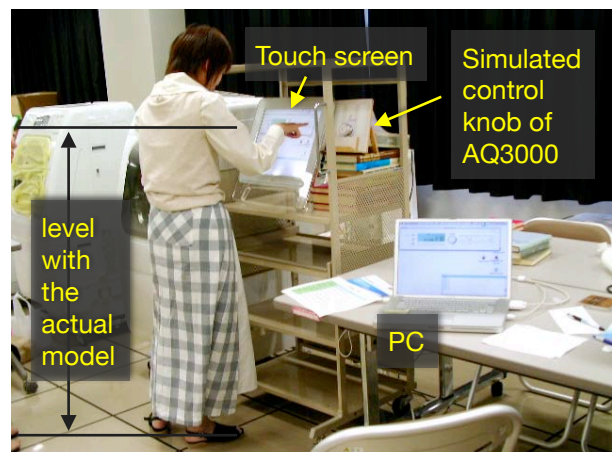 Touch screen
Simulated
control
knob of
AQ3000
level
with
the
actual
model
PC